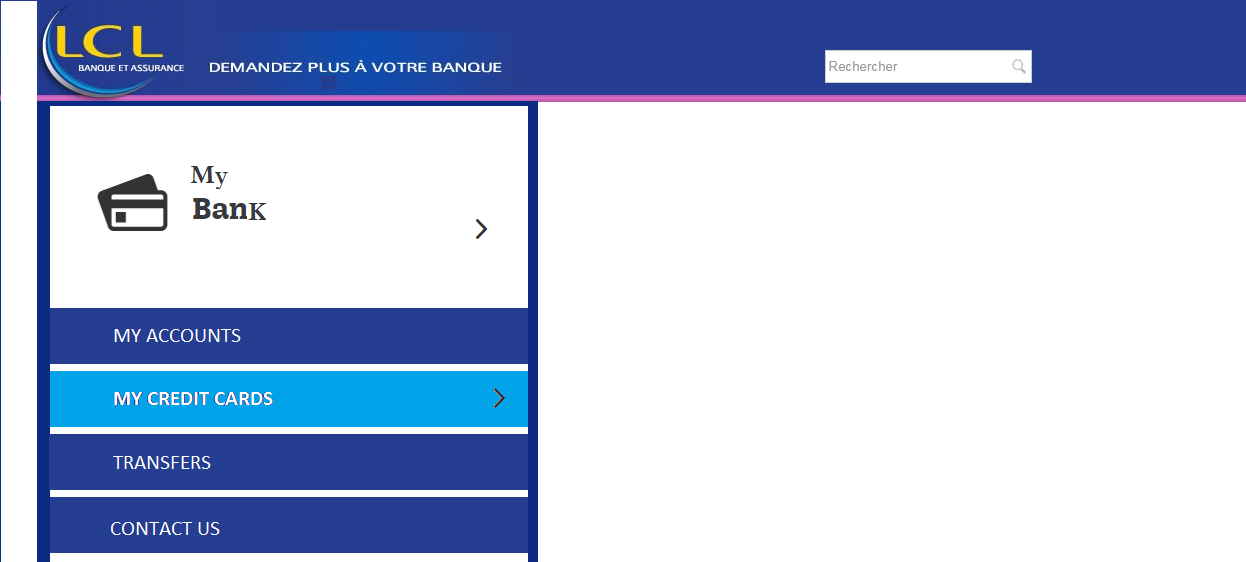 LCL
BANQUE ET ASSURANCE
DEMANDEZ PLUS À VOTRE BANQUE
Rechercher
My
BanK
MY ACCOUNTS
MY CREDIT CARDS
TRANSFERS
CONTACT US